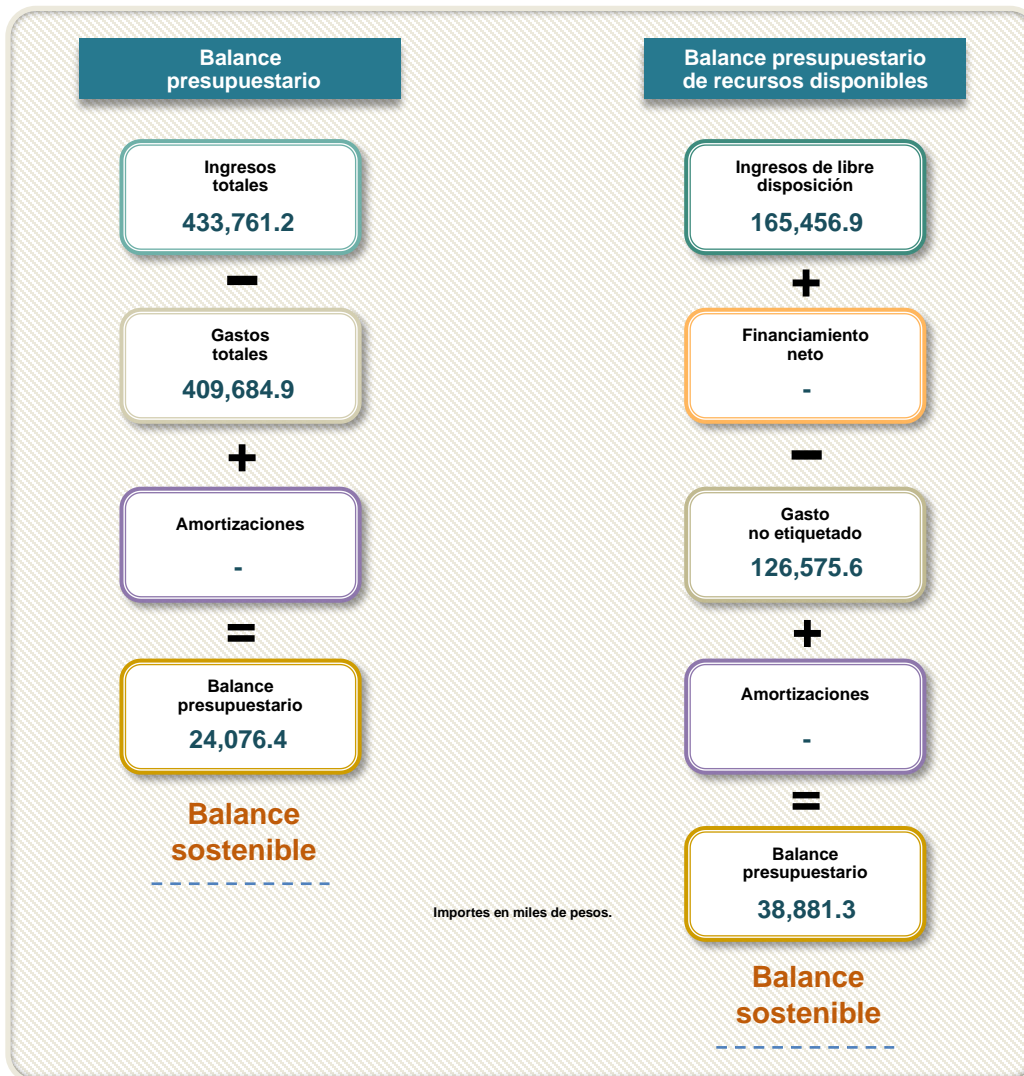 Balance
presupuestario
Ingresos
totales
433,761.2
−
Gastos
totales
409,684.9
+
Amortizaciones
-
=
Balance
presupuestario
24,076.4
Balance
sostenible
Balance presupuestario
de recursos disponibles
Ingresos de libre
disposición
165,456.9
+
Financiamiento
neto
-
−
Gasto
no etiquetado
126,575.6
+
Amortizaciones
-
=
Balance
presupuestario
38,881.3
Balance
sostenible
Importes en miles de pesos.